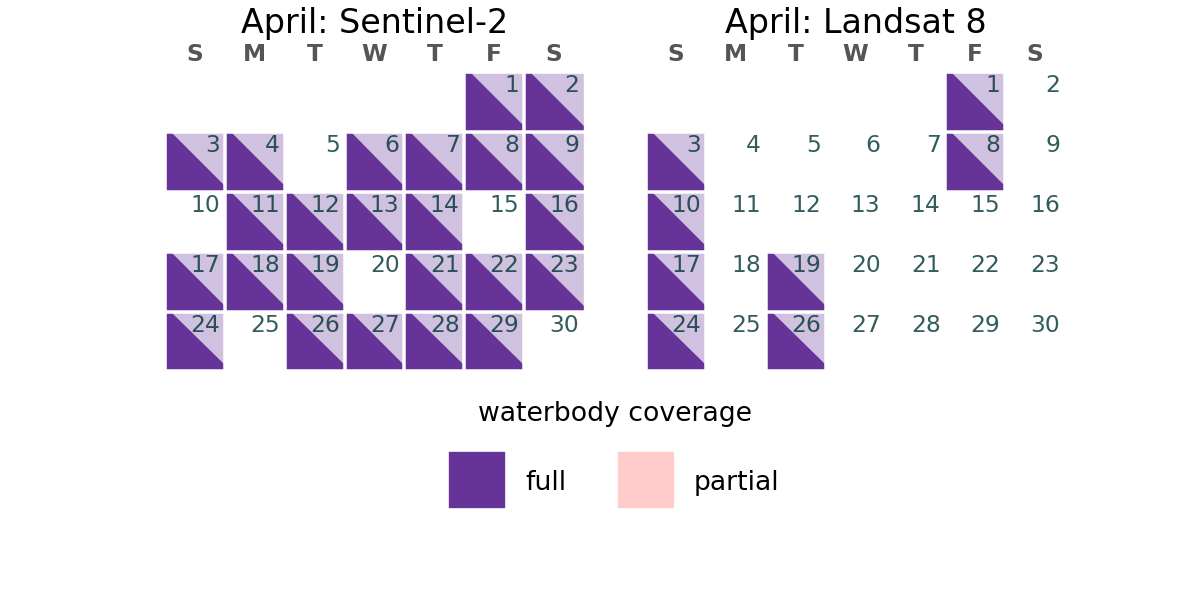 April: Sentinel-2
S M T W T F S
1 2
3 4 5 6 7 8 9
10 11 12 13 14 15 16
17 18 19 20 21 22 23
24 25 26 27 28 29 30
April: Landsat 8
S M T W T F S
1 2
3 4 5 6 7 8 9
10 11 12 13 14 15 16
17 18 19 20 21 22 23
24 25 26 27 28 29 30
waterbody coverage
full partial